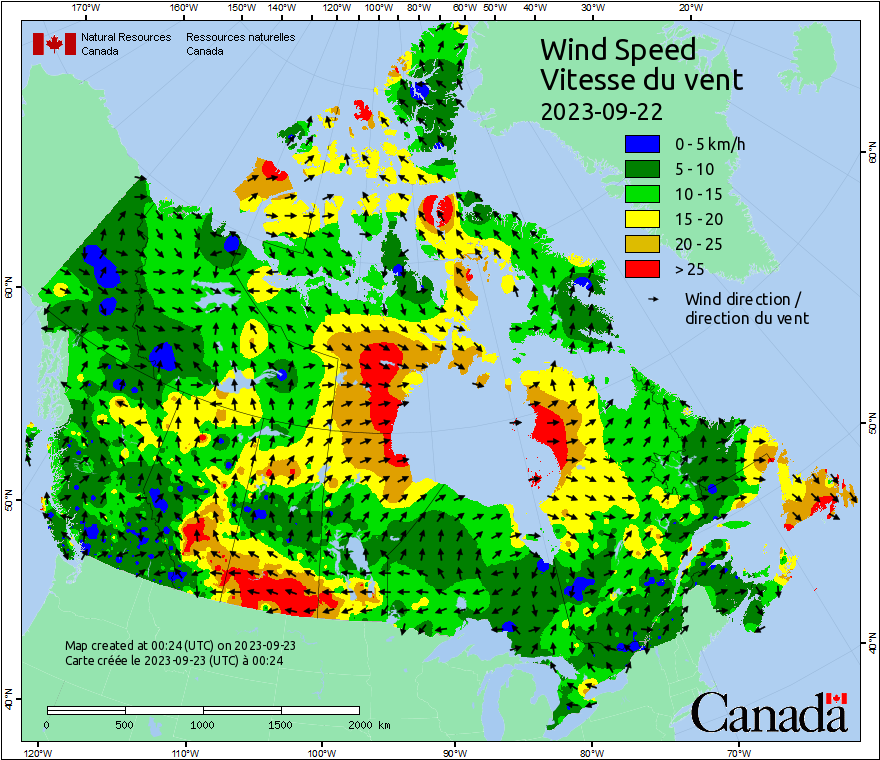 170°W 160°W 150°W 140°W 120°W 100°W 80°W 60°W 50°W 40°W 30°W 20°W
Natural Resources Canada
Ressources naturelles Canada
Wind Speed
Vitesse du vent
2023-09-22
0 - 5 km/h
5 - 10
10 - 15
15 - 20
20 - 25
> 25
Wind direction /
direction du vent
60°N
60°N
50°N
50°N
40°N
40°N
Map created at 00:24 (UTC) on 2023-09-23
Carte créée le 2023-09-23 (UTC) à 00:24
0 500 1000 1500 2000 km
Canada
120°W 110°W 100°W 90°W 80°W 70°W